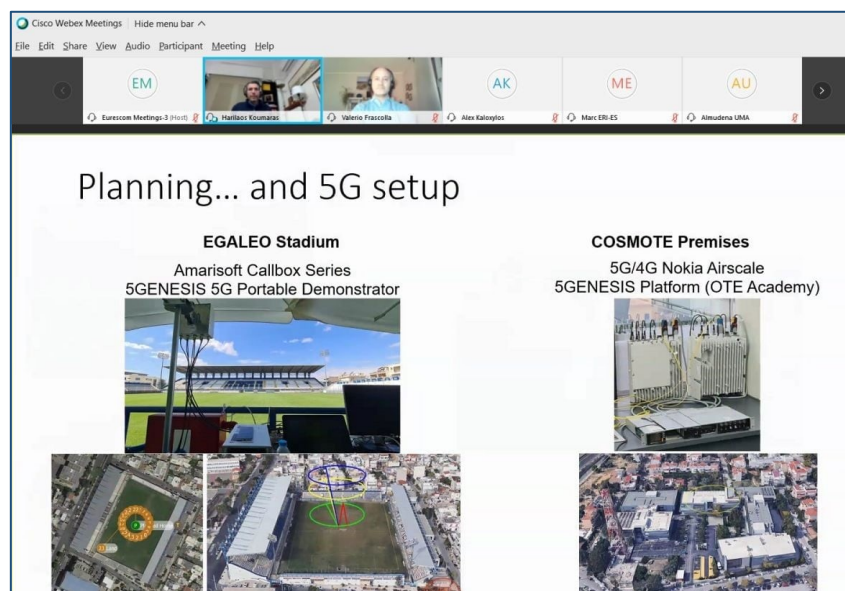 Cisco Webex Meetings Hide menu bar
File Edit Share View Audio Participant Meeting Help
EM
AK
ME
AU
Eurescom Meetings-3 (Host)
Harilaos Koumaras
Valerio Frascolla
Alex Kaloxylos
Marc ERI-ES
Almudena UMA
Planning... and 5G setup
EGALEO Stadium
Amarisoft Callbox Series
5GENESIS 5G Portable Demonstrator
COSMOTE Premises
5G/4G Nokia Airscale
5GENESIS Platform (OTE Academy)